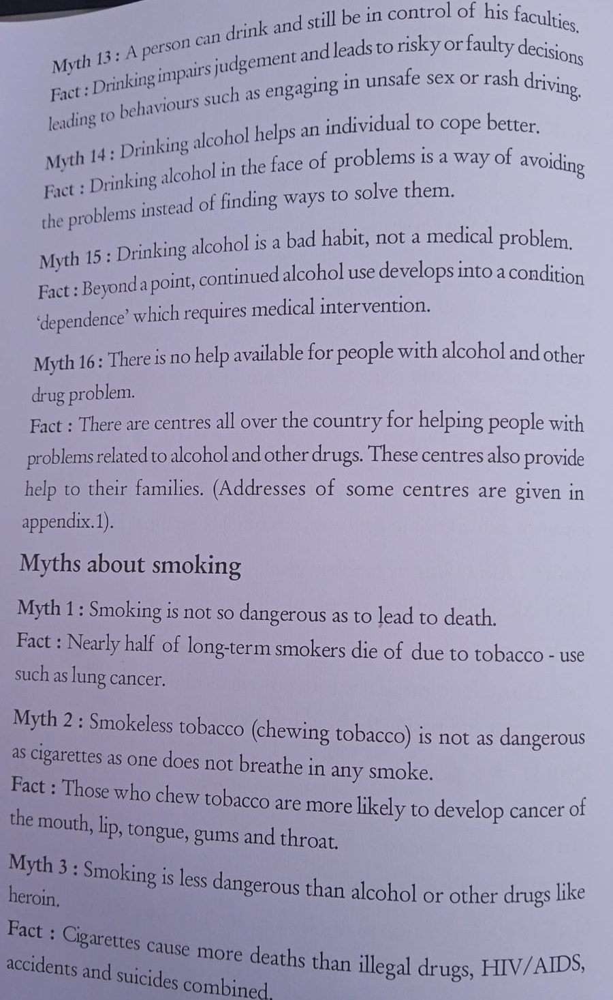 Myth 13 : A person can drink and still be in control of his faculties.
Fact : Drinking impairs judgement and leads to risky or faulty decisions
leading to behaviours such as engaging in unsafe sex or rash driving.
Myth 14 : Drinking alcohol helps an individual to cope better.
Fact : Drinking alcohol in the face of problems is a way of avoiding
the problems instead of finding ways to solve them.
Myth 15 : Drinking alcohol is a bad habit, not a medical problem.
Fact : Beyond a point, continued alcohol use develops into a condition
‘dependence’ which requires medical intervention.
Myth 16 : There is no help available for people with alcohol and other
drug problem.
Fact : There are centres all over the country for helping people with
problems related to alcohol and other drugs. These centres also provide
help to their families. (Addresses of some centres are given in
appendix.1).
Myths about smoking
Myth 1 : Smoking is not so dangerous as to lead to death.
Fact : Nearly half of long-term smokers die of due to tobacco - use
such as lung cancer.
Myth 2 : Smokeless tobacco (chewing tobacco) is not as dangerous
as cigarettes as one does not breathe in any smoke.
Fact : Those who chew tobacco are more likely to develop cancer of
the mouth, lip, tongue, gums and throat.
Myth 3 : Smoking is less dangerous than alcohol or other drugs like
heroin.
Fact : Cigarettes cause more deaths than illegal drugs, HIV/AIDS,
accidents and suicides combined.